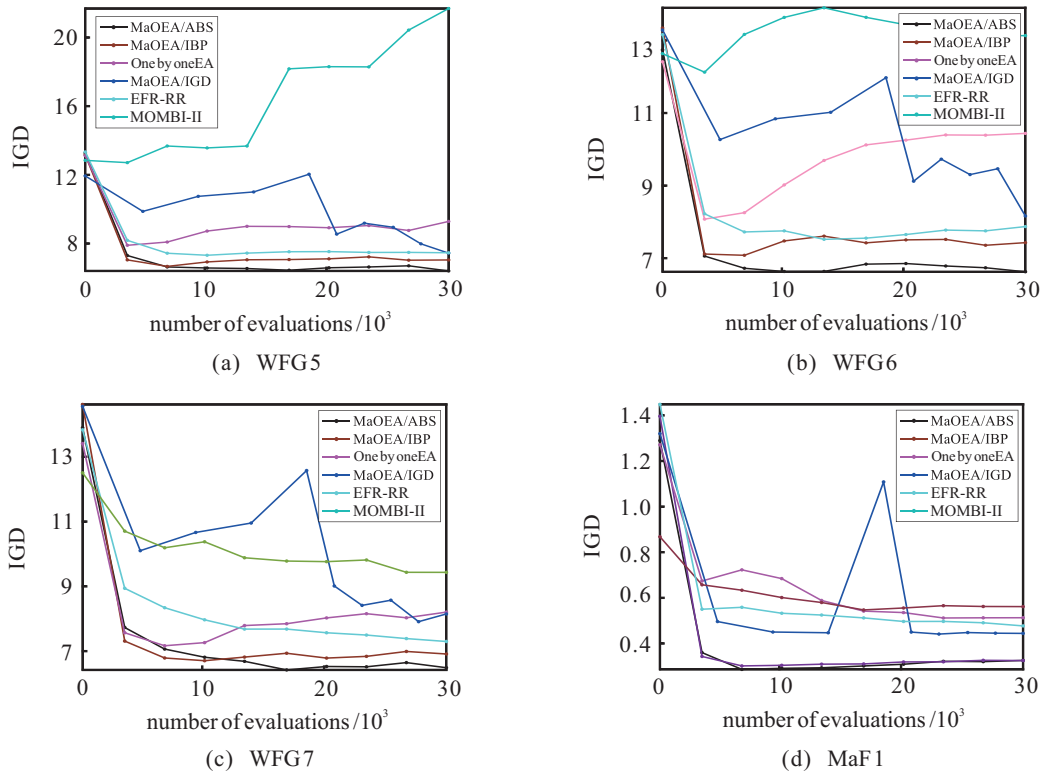 21
20
16
12
8
IGD
MaOEA/ABS
MaOEA/IBP
One by oneEA
MaOEA/IGD
EFR-RR
MOMBI-II
0
10
20
30
number of evaluations /10³
(a) WFG5
13
11
9
7
IGD
MaOEA/ABS
MaOEA/IBP
One by oneEA
MaOEA/IGD
EFR-RR
MOMBI-II
0
10
20
30
number of evaluations /10³
(b) WFG6
13
11
9
7
IGD
MaOEA/ABS
MaOEA/IBP
One by oneEA
MaOEA/IGD
EFR-RR
MOMBI-II
0
10
20
30
number of evaluations /10³
(c) WFG7
1.4
1.2
1.0
0.8
0.6
0.4
IGD
MaOEA/ABS
MaOEA/IBP
One by oneEA
MaOEA/IGD
EFR-RR
MOMBI-II
0
10
20
30
number of evaluations /10³
(d) MaF1